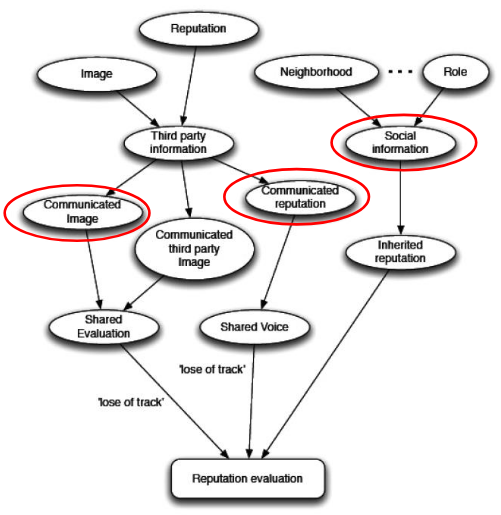 Reputation
Image
Neighborhood
Role
Third party
information
Social
information
Communicated
Image
Communicated
reputation
Communicated
third party
Image
Inherited
reputation
Shared
Evaluation
Shared Voice
'lose of track'
'lose of track'
Reputation evaluation